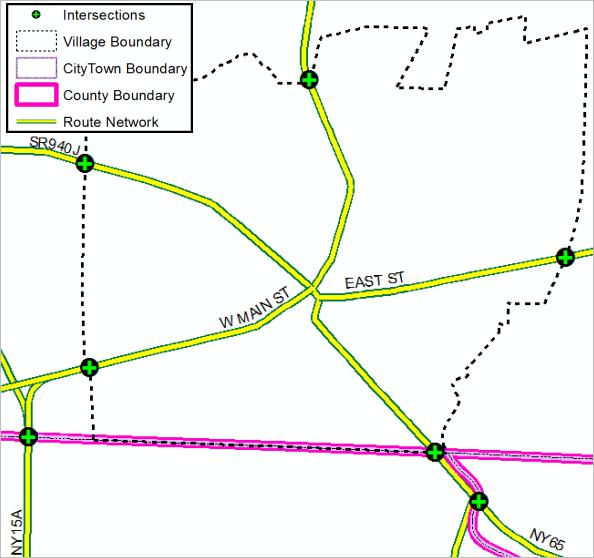 Intersections
Village Boundary
CityTown Boundary
County Boundary
Route Network
SR940J
EAST ST
W MAIN ST
NY15A
NY65